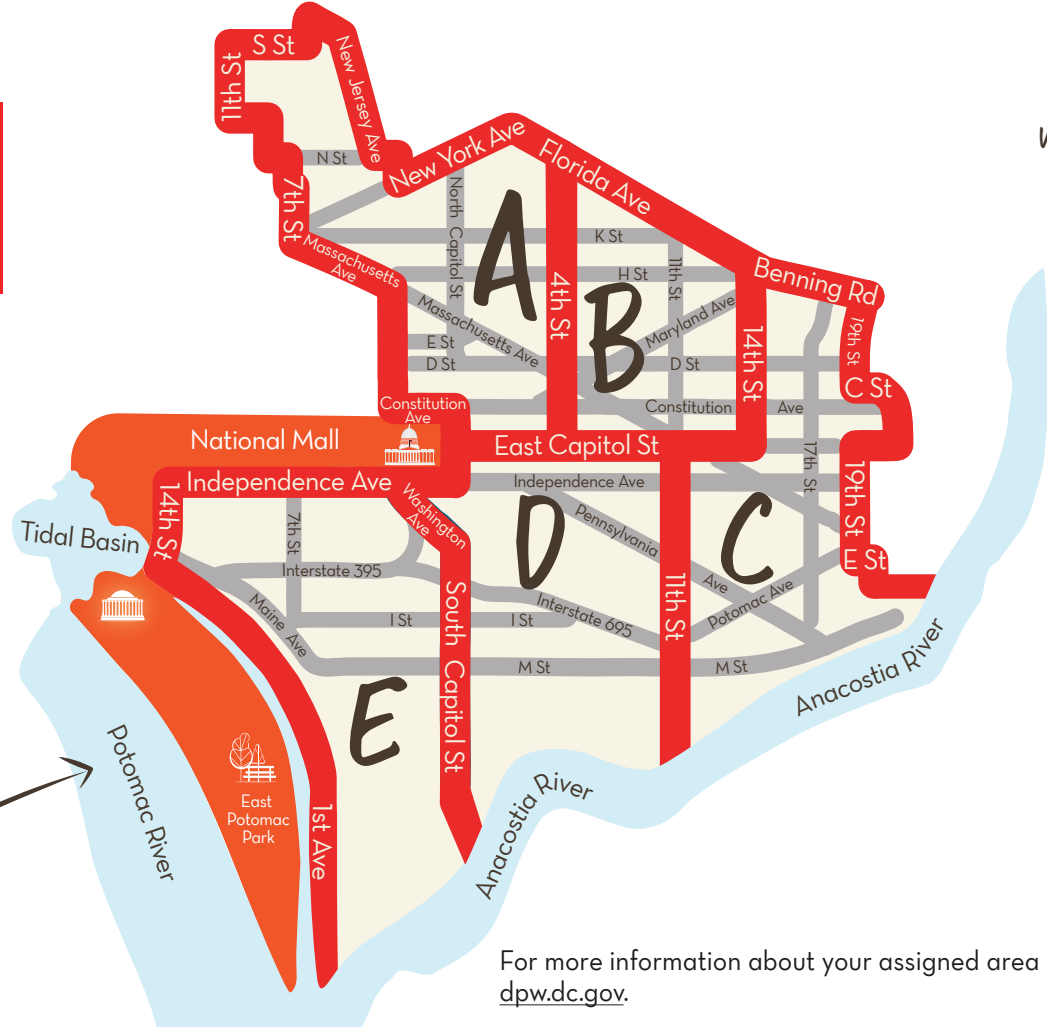 S St
11th St
New Jersey Ave
N St
New York Ave
Florida Ave
7th St
North Capitol St
A
K St
Massachusetts
Ave
H St
11th St
Benning Rd
4th St
B
Massachusetts Ave
Maryland Ave
14th St
19th St
E St
D St
D St
C St
Constitution
Ave
Constitution Ave
National Mall
East Capitol St
17th St
19th St
Independence Ave
Independence Ave
14th St
Washington
Ave
7th St
D
Pennsylvania Ave
C
Tidal Basin
E St
Interstate 395
Interstate 695
11th St
Potomac Ave
Maine Ave
I St
I St
South Capitol St
M St
M St
E
Anacostia River
Potomac River
East
Potomac
Park
1st Ave
Anacostia River
For more information about your assigned area
dpw.dc.gov.